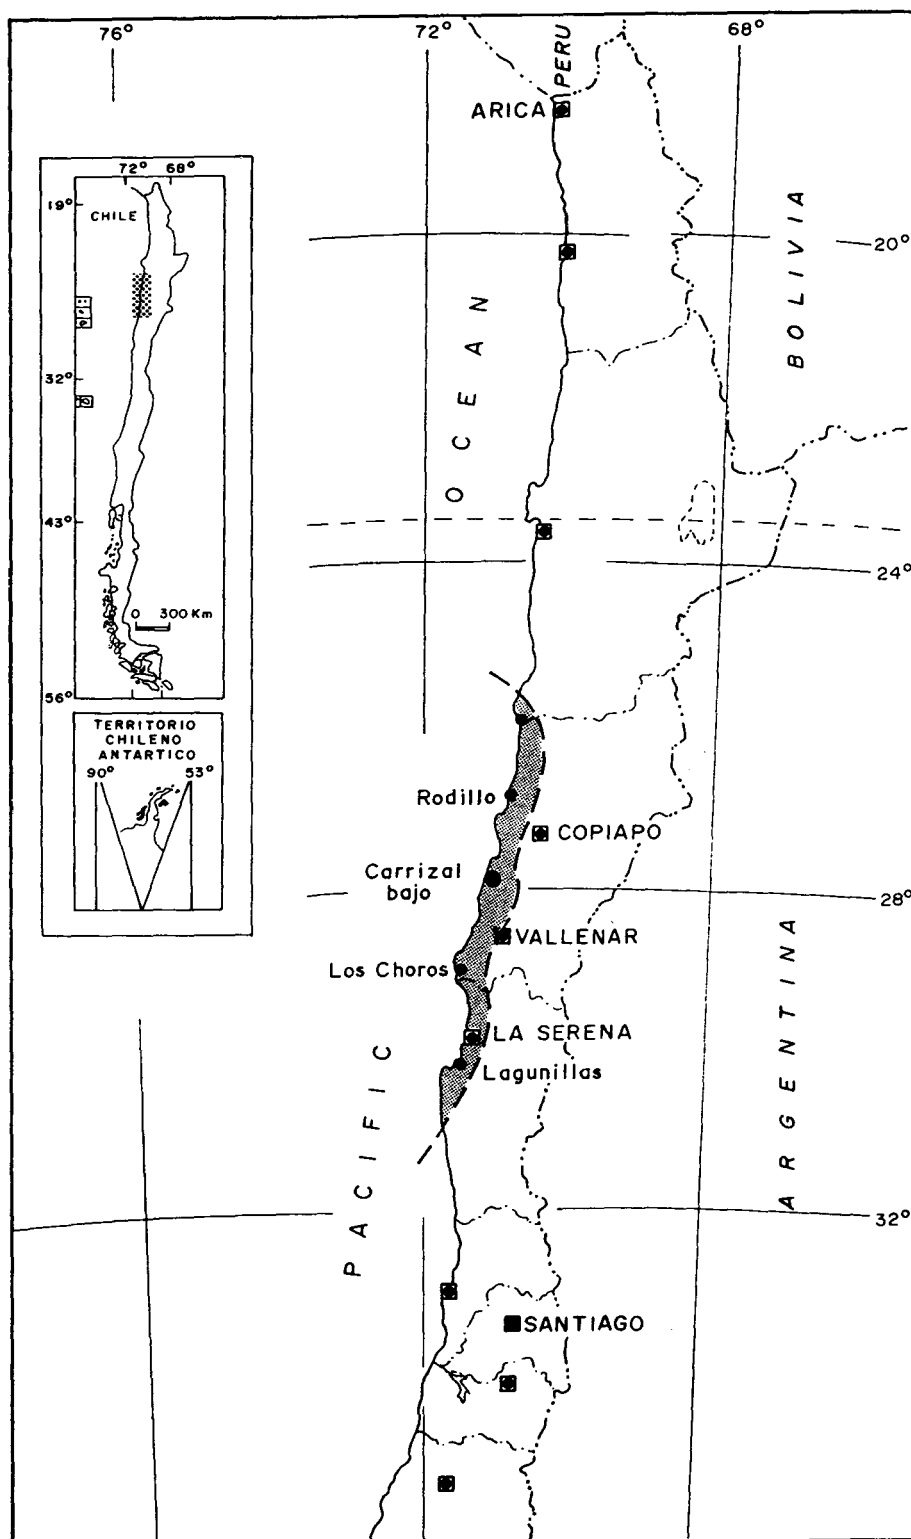 76°
72°
68°
PERU
ARICA
72° 68°
19°
CHILE
20°
BOLIVIA
OCEAN
32°
43°
24°
0 300 Km
56°
TERRITORIO
CHILENO
ANTARTICO
90° 53°
Rodillo
COPIAPO
Carrizal
bajo
28°
VALLENAR
Los Choros
LA SERENA
Lagunillas
PACIFIC
ARGENTINA
32°
SANTIAGO